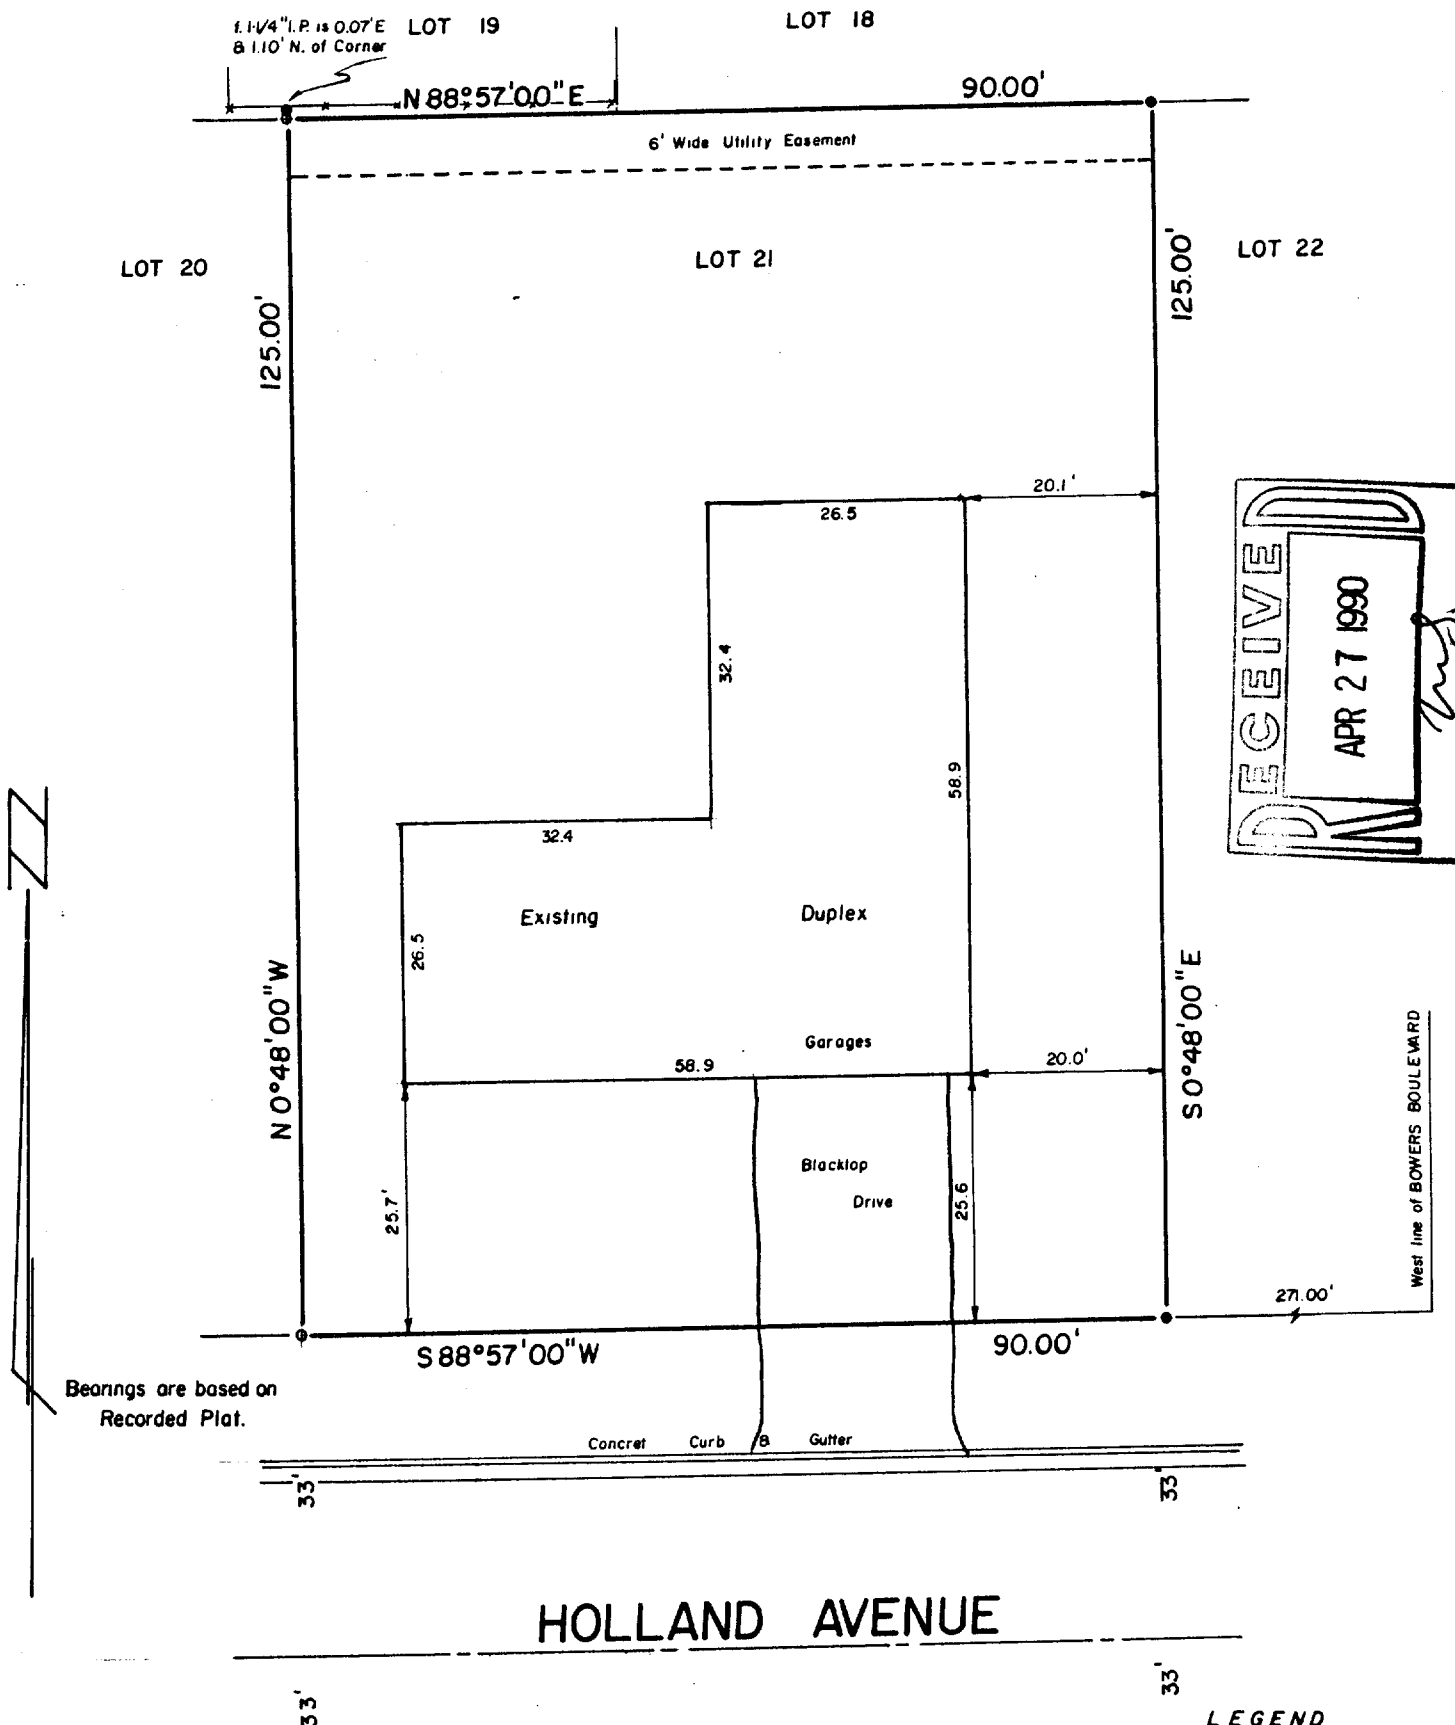 f. 1-1/4" I.P. is 0.07' E
& 1.10' N. of Corner
LOT 19
LOT 18
N 88°57'00" E
90.00'
6' Wide Utility Easement
LOT 20
LOT 21
LOT 22
125.00'
125.00'
20.1'
26.5
32.4
58.9
32.4
26.5
Existing
Duplex
Garages
58.9
20.0'
N 0°48'00" W
S 0°48'00" E
RECEIVED
APR 27 1990
West line of BOWERS BOULEVARD
Blacktop
Drive
25.7'
25.6
271.00'
S 88°57'00" W
90.00'
Bearings are based on
Recorded Plat.
Concret Curb & Gutter
33'
33'
HOLLAND AVENUE
33'
33'
LEGEND